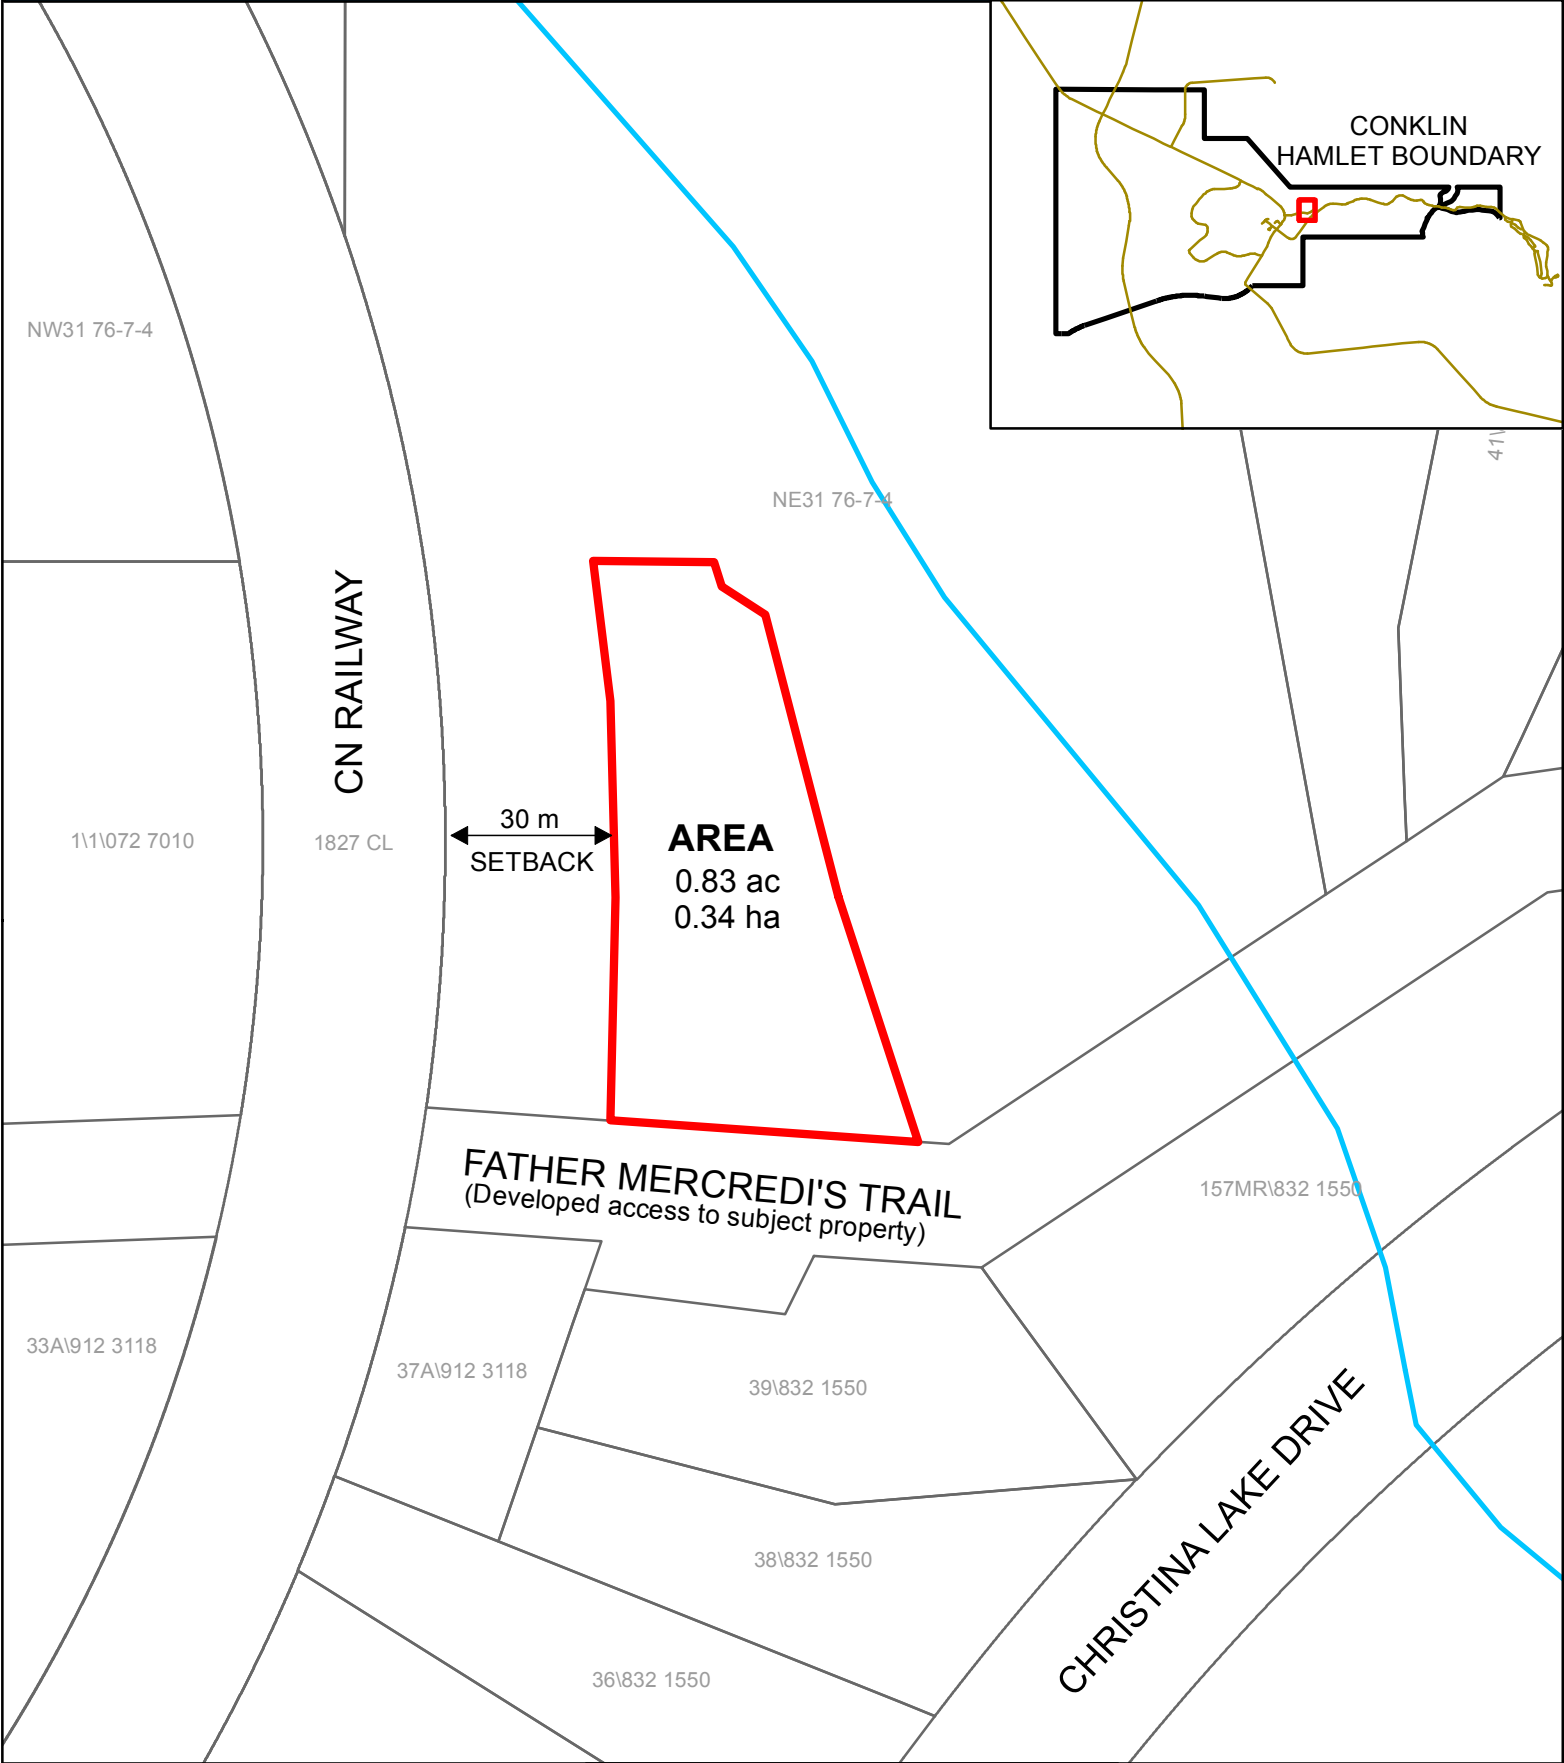 CONKLIN
HAMLET BOUNDARY
NW31 76-7-4
NE31 76-7-4
CN RAILWAY
1\1\072 7010
1827 CL
30 m
SETBACK
AREA
0.83 ac
0.34 ha
FATHER MERCREDI'S TRAIL
(Developed access to subject property)
157MR\832 1550
33A\912 3118
37A\912 3118
39\832 1550
38\832 1550
36\832 1550
CHRISTINA LAKE DRIVE